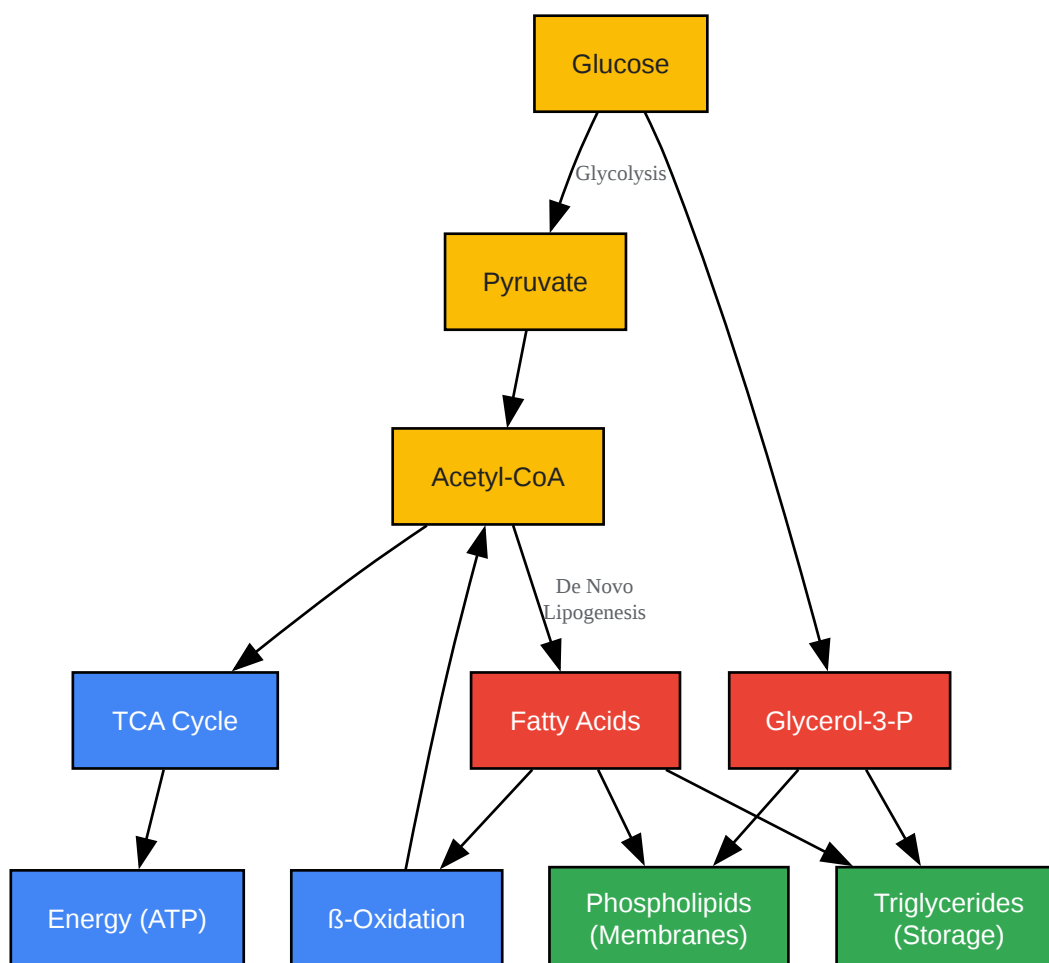 Glucose
Glycolysis
Pyruvate
Acetyl-CoA
De Novo
Lipogenesis
TCA Cycle
Fatty Acids
Glycerol-3-P
Energy (ATP)
ß-Oxidation
Phospholipids
(Membranes)
Triglycerides
(Storage)